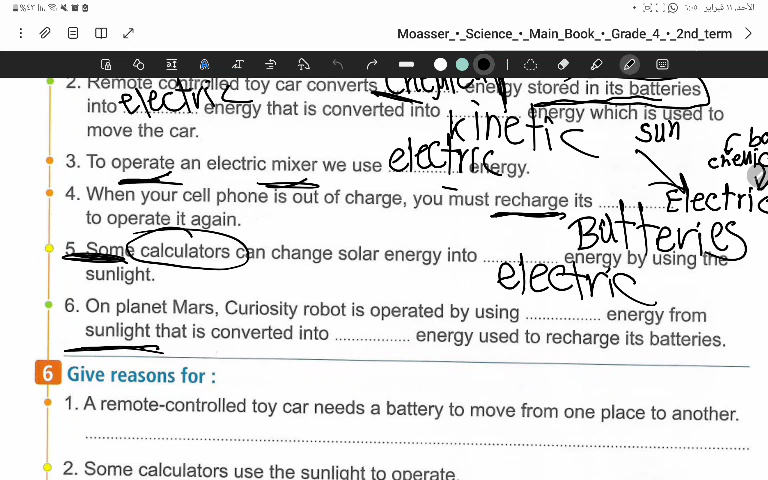 الأحد، ١١ فبراير ٦:٠٥
Moasser_•_Science_•_Main_Book_•_Grade_4_•_2nd_term
2. Remote controlled toy car converts chemical energy stored in its batteries
into electric energy that is converted into .............. energy which is used to
kinetic
move the car.
sun
3. To operate an electric mixer we use electric energy.
4. When your cell phone is out of charge, you must recharge its ..............
Electric
to operate it again.
Batteries
5. Some calculators can change solar energy into .............. energy by using the
electric
sunlight.
6. On planet Mars, Curiosity robot is operated by using .............. energy from
sunlight that is converted into .............. energy used to recharge its batteries.
6 Give reasons for :
1. A remote-controlled toy car needs a battery to move from one place to another.
2. Some calculators use the sunlight to operate.